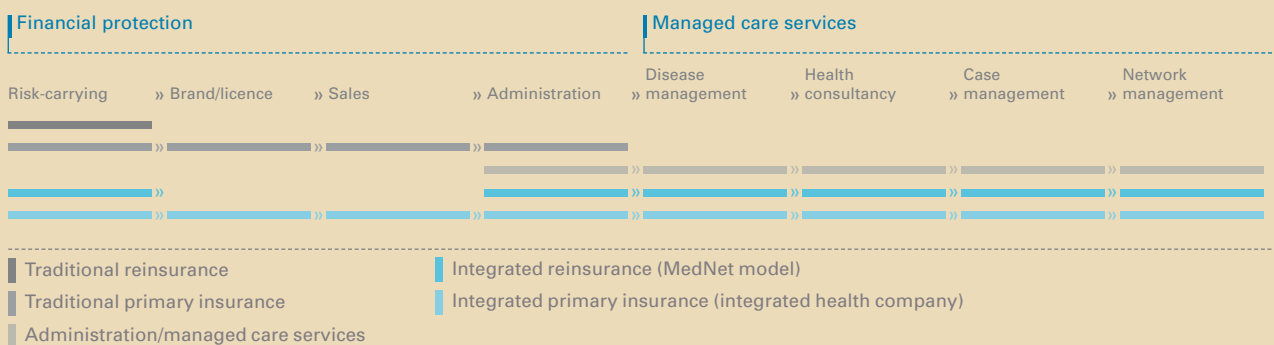 Financial protection
Managed care services
Risk-carrying » Brand/licence » Sales » Administration » Disease management » Health consultancy » Case management » Network management
» » »
» » » »
» » » » »
» » » » » » »
Traditional reinsurance
Traditional primary insurance
Administration/managed care services
Integrated reinsurance (MedNet model)
Integrated primary insurance (integrated health company)